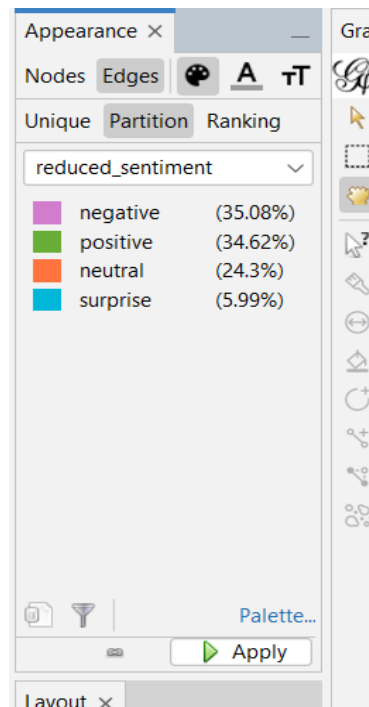 Appearance ×
Gra
Nodes Edges A TT
Unique Partition Ranking
reduced_sentiment
negative (35.08%)
positive (34.62%)
neutral (24.3%)
surprise (5.99%)
Palette...
Apply
Layout ×